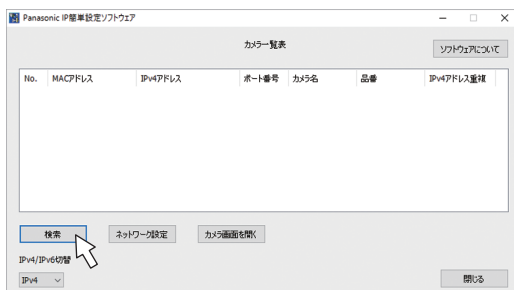 Panasonic IP簡単設定ソフトウェア
カメラ一覧表
ソフトウェアについて
No. MACアドレス IPv4アドレス ポート番号 カメラ名 品番 IPv4アドレス重複
検索 ネットワーク設定 カメラ画面を開く
IPv4/IPv6切替
IPv4 閉じる